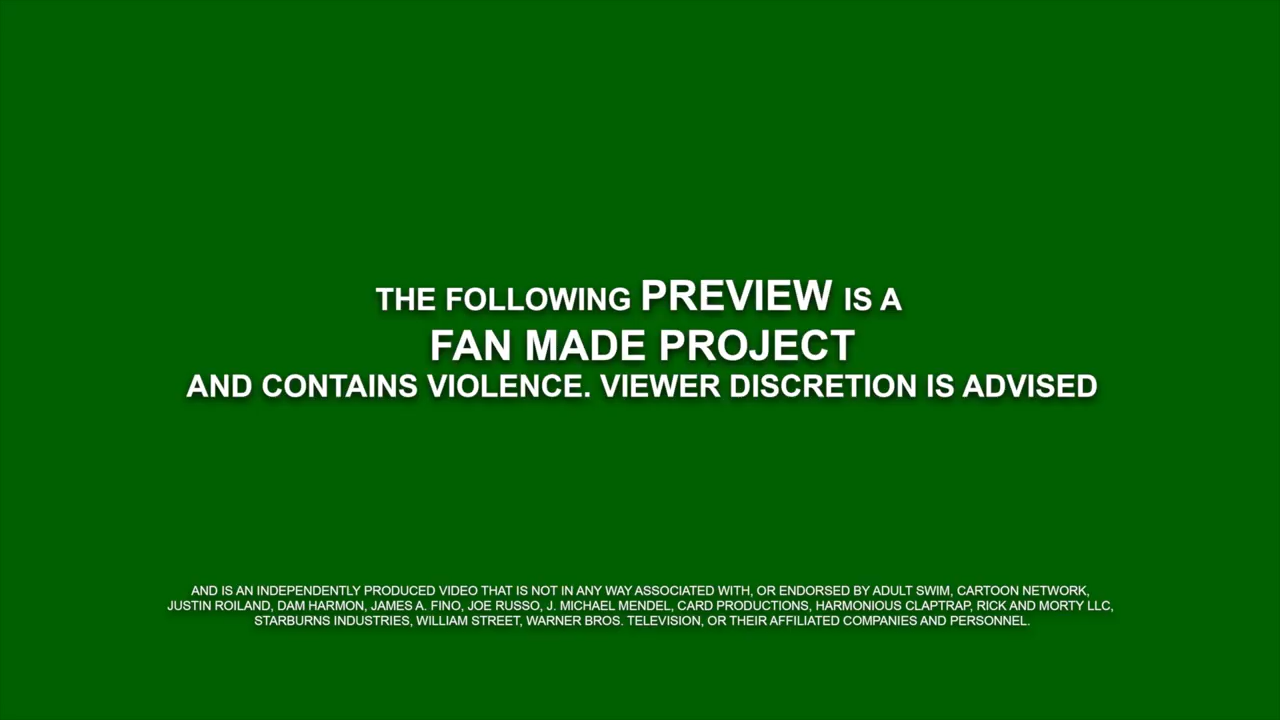 THE FOLLOWING PREVIEW IS A
FAN MADE PROJECT
AND CONTAINS VIOLENCE. VIEWER DISCRETION IS ADVISED
AND IS AN INDEPENDENTLY PRODUCED VIDEO THAT IS NOT IN ANY WAY ASSOCIATED WITH, OR ENDORSED BY ADULT SWIM, CARTOON NETWORK,
JUSTIN ROILAND, DAM HARMON, JAMES A. FINO, JOE RUSSO, J. MICHAEL MENDEL, CARD PRODUCTIONS, HARMONIOUS CLAPTRAP, RICK AND MORTY LLC,
STARBURNS INDUSTRIES, WILLIAM STREET, WARNER BROS. TELEVISION, OR THEIR AFFILIATED COMPANIES AND PERSONNEL.